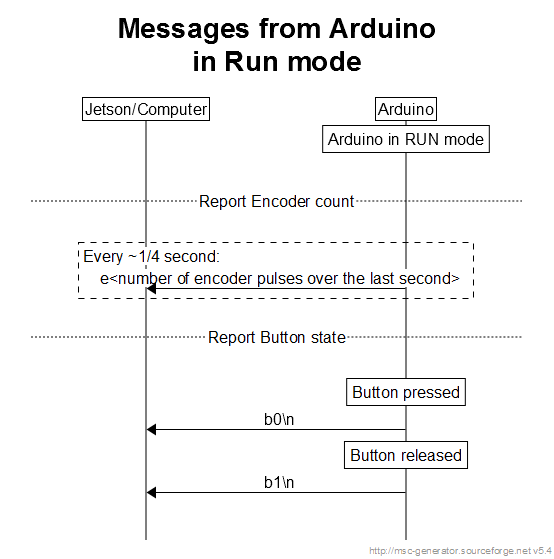 Messages from Arduino
in Run mode
Jetson/Computer
Arduino
Arduino in RUN mode
Report Encoder count
Every ~1/4 second:
e<number of encoder pulses over the last second>
Report Button state
Button pressed
b0\n
Button released
b1\n
http://msc-generator.sourceforge.net v5.4